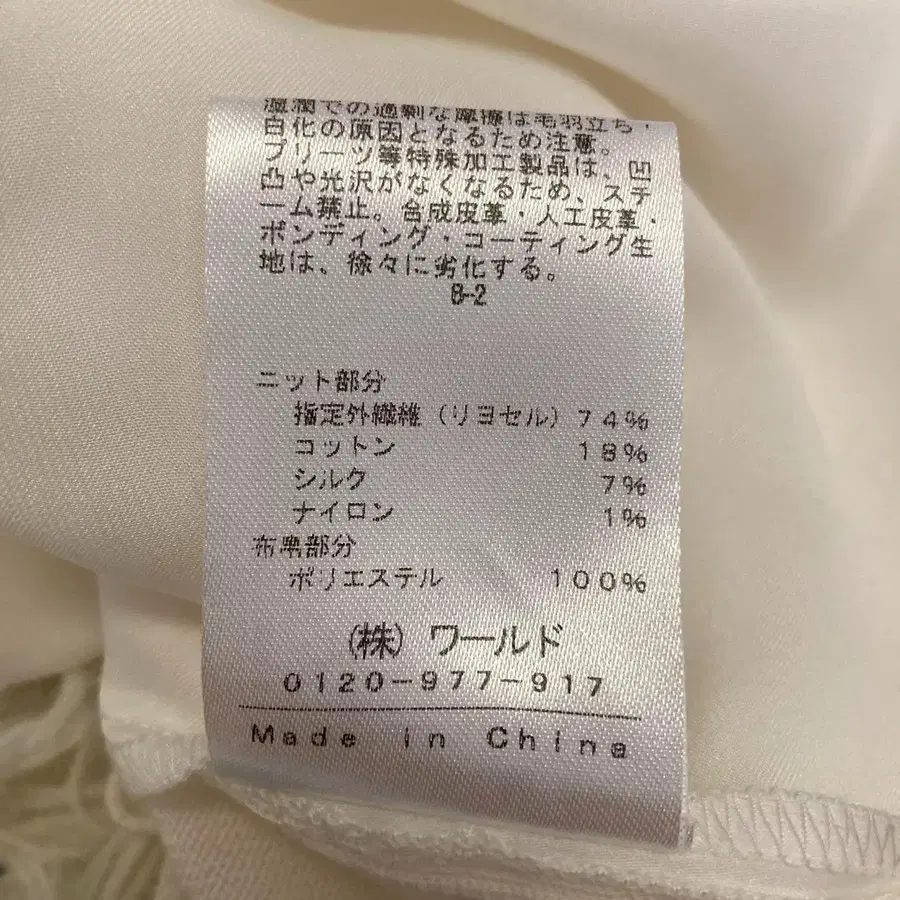 湿潤での過剰な摩擦は毛羽立ち・
白化の原因となるため注意。
プリーツ等特殊加工製品は、凹
凸や光沢がなくなるため、スチ
ーム禁止。合成皮革・人工皮革・
ボンディング・コーティング生
地は、徐々に劣化する。
B-2
ニット部分
指定外繊維（リヨセル）74%
コットン 18%
シルク 7%
ナイロン 1%
布帛部分
ポリエステル 100%
(株) ワールド
0120-977-917
Made in China